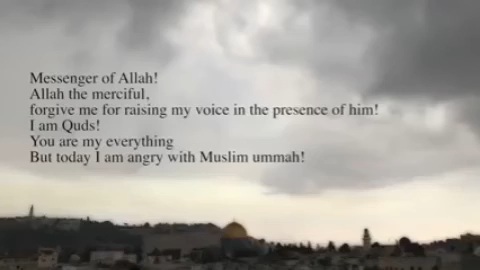 Messenger of Allah!
Allah the merciful,
forgive me for raising my voice in the presence of him!
I am Quds!
You are my everything
But today I am angry with Muslim ummah!